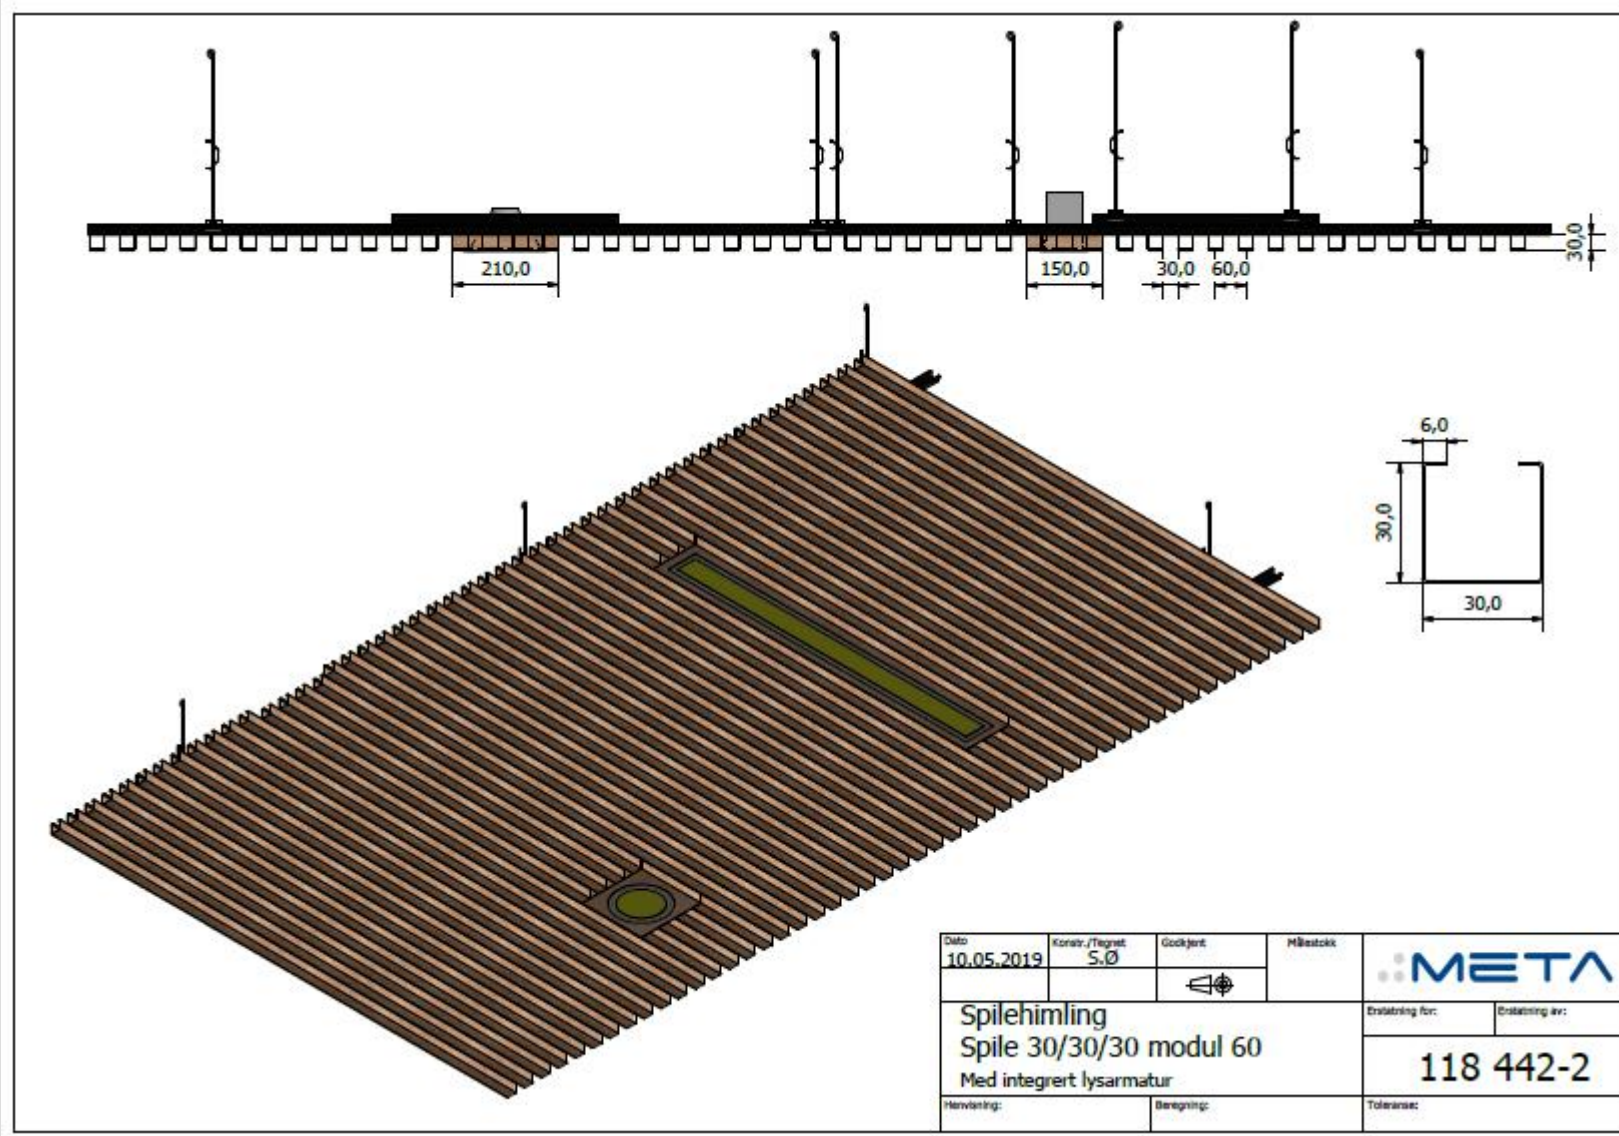 210,0
150,0
30,0
60,0
30,0
6,0
30,0
30,0
Dato
10.05.2019
Konstr./Tegnet
S.Ø
Godkjent
Målestokk
META
Spilehimling
Spile 30/30/30 modul 60
Med integrert lysarmatur
Erstatning for:
Erstatning av:
118 442-2
Henvisning:
Beregning:
Toleranse: